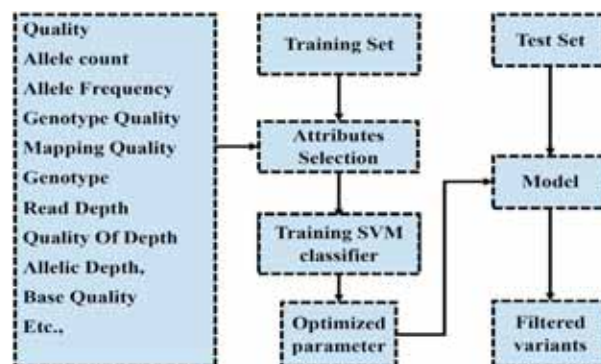 Quality
Allele count
Allele Frequency
Genotype Quality
Mapping Quality
Genotype
Read Depth
Quality Of Depth
Allelic Depth,
Base Quality
Etc.,
Training Set
Attributes
Selection
Training SVM
classifier
Optimized
parameter
Test Set
Model
Filtered
variants